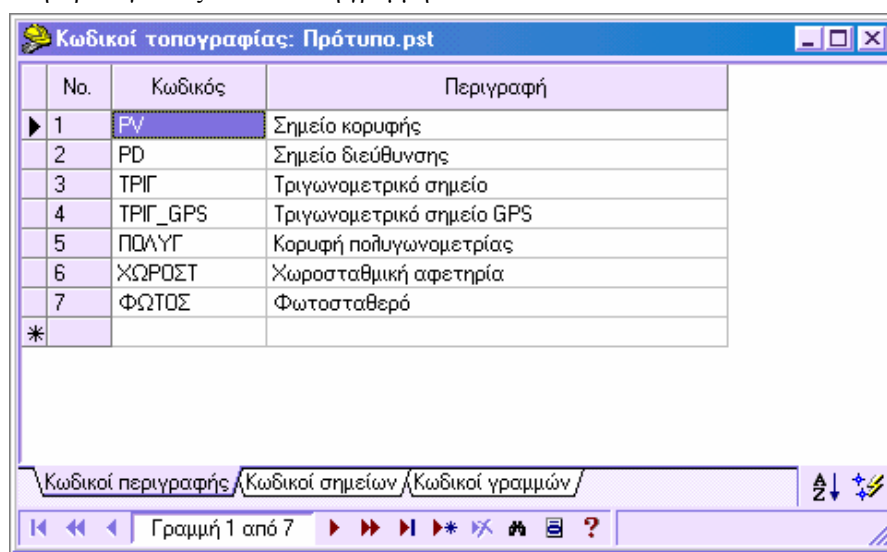 Κωδικοί τοπογραφίας: Πρότυπο.pst
No. Κωδικός Περιγραφή
1 PV Σημείο κορυφής
2 PD Σημείο διεύθυνσης
3 ΤΡΙΓ Τριγωνομετρικό σημείο
4 ΤΡΙΓ_GPS Τριγωνομετρικό σημείο GPS
5 ΠΟΛΥΓ Κορυφή πολυγωνομετρίας
6 ΧΩΡΟΣΤ Χωροσταθμική αφετηρία
7 ΦΩΤΟΣ Φωτοσταθερό
Κωδικοί περιγραφής Κωδικοί σημείων Κωδικοί γραμμών
Γραμμή 1 από 7